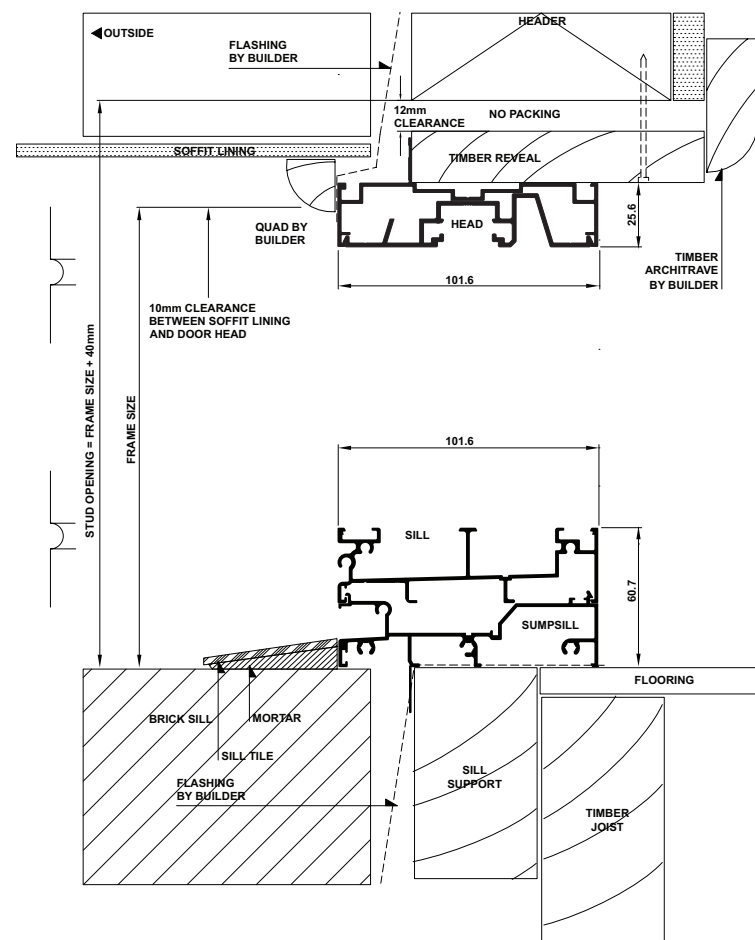 HEADER
OUTSIDE
FLASHING
BY BUILDER
12mm
CLEARANCE
NO PACKING
SOFFIT LINING
TIMBER REVEAL
HEAD
25.6
QUAD BY
BUILDER
TIMBER
ARCHITRAVE
BY BUILDER
101.6
10mm CLEARANCE
BETWEEN SOFFIT LINING
AND DOOR HEAD
STUD OPENING = FRAME SIZE + 40mm
FRAME SIZE
101.6
SILL
60.7
SUMPSILL
FLOORING
BRICK SILL
MORTAR
SILL TILE
FLASHING
BY BUILDER
SILL
SUPPORT
TIMBER
JOIST